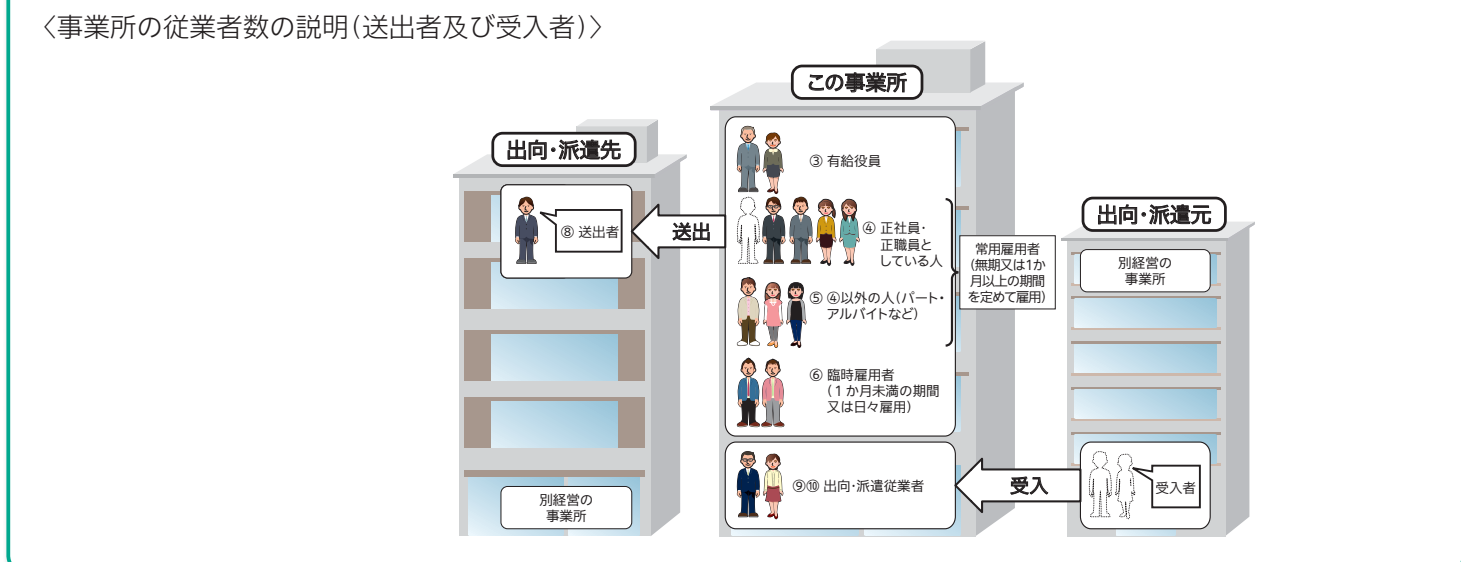 〈事業所の従業者数の説明(送出者及び受入者)〉
この事業所
③ 有給役員
④ 正社員・
正職員と
している人
⑤ ④以外の人(パート・
アルバイトなど)
常用雇用者
(無期又は1か
月以上の期間
を定めて雇用)
⑥ 臨時雇用者
(1か月未満の期間
又は日々雇用)
⑨⑩ 出向・派遣従業者
出向・派遣先
⑧ 送出者
送出
別経営の
事業所
出向・派遣元
別経営の
事業所
受入
受入者